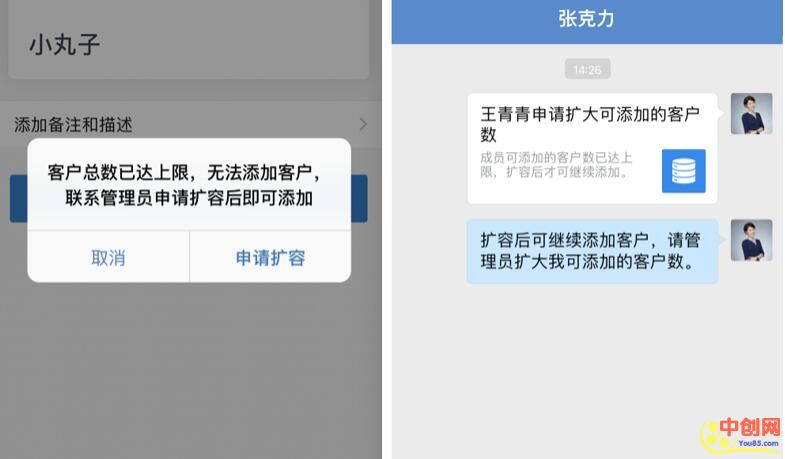 小丸子
添加备注和描述
客户总数已达上限，无法添加客户，
联系管理员申请扩容后即可添加
取消
申请扩容
张克力
14:26
王青青申请扩大可添加的客户
数
成员可添加的客户数已达上
限，扩容后才可继续添加。
扩容后可继续添加客户，请管
理员扩大我可添加的客户数。
中创网
You85.com